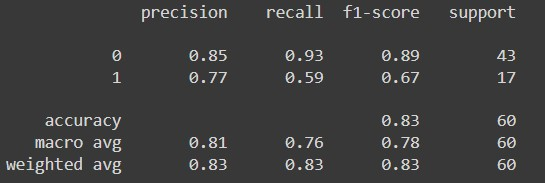 precision recall f1-score support
0 0.85 0.93 0.89 43
1 0.77 0.59 0.67 17
accuracy 0.83 60
macro avg 0.81 0.76 0.78 60
weighted avg 0.83 0.83 0.83 60